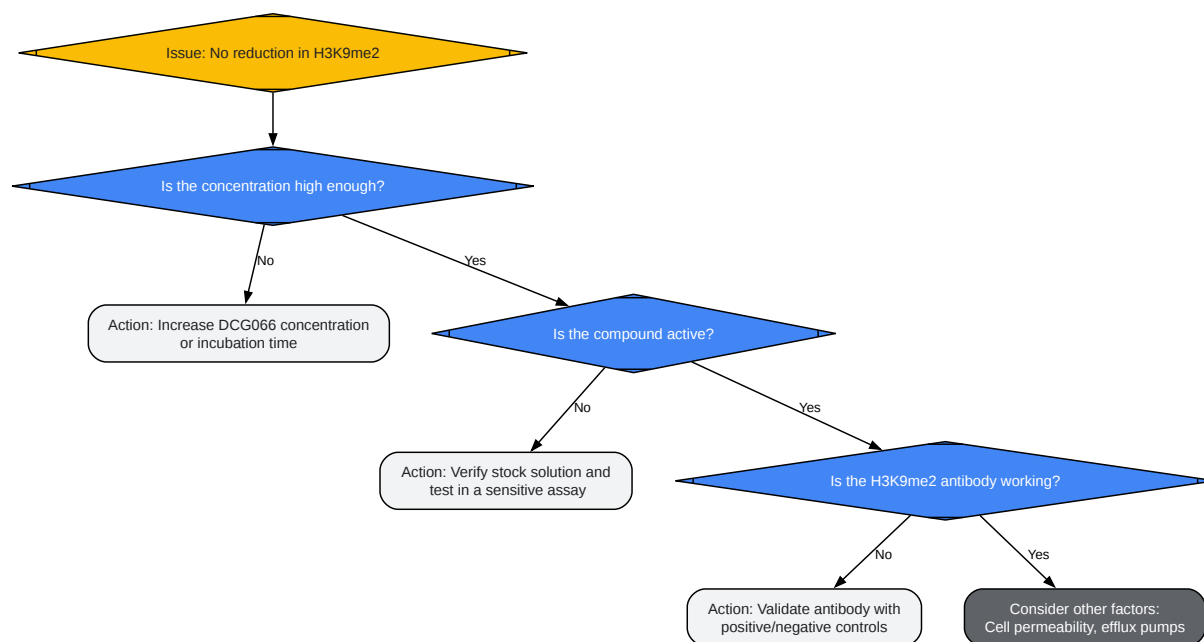 Issue: No reduction in H3K9me2
Is the concentration high enough?
No
Yes
Action: Increase DCG066 concentration
or incubation time
Is the compound active?
No
Yes
Action: Verify stock solution and
test in a sensitive assay
Is the H3K9me2 antibody working?
No
Yes
Action: Validate antibody with
positive/negative controls
Consider other factors:
Cell permeability, efflux pumps